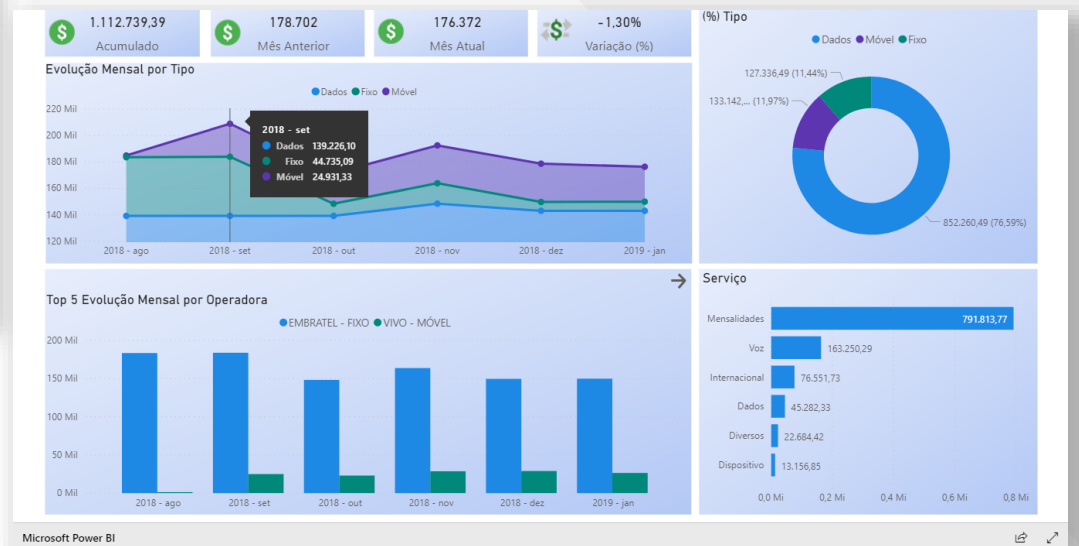 1.112.739,39
Acumulado
178.702
Mês Anterior
176.372
Mês Atual
-1,30%
Variação (%)
Evolução Mensal por Tipo
Dados Fixo Móvel
220 Mil
200 Mil
180 Mil
160 Mil
140 Mil
120 Mil
2018 - set
Dados 139.226,10
Fixo 44.735,09
Móvel 24.931,33
2018 - ago 2018 - set 2018 - out 2018 - nov 2018 - dez 2019 - jan
(%) Tipo
Dados Móvel Fixo
127.336,49 (11,44%)
133.142,... (11,97%)
852.260,49 (76,59%)
Top 5 Evolução Mensal por Operadora
EMBRATEL - FIXO VIVO - MÓVEL
200 Mil
150 Mil
100 Mil
50 Mil
0 Mil
2018 - ago 2018 - set 2018 - out 2018 - nov 2018 - dez 2019 - jan
Serviço
Mensalidades 791.813,77
Voz 163.250,29
Internacional 76.551,73
Dados 45.282,33
Diversos 22.684,42
Dispositivo 13.156,85
0,0 Mi 0,2 Mi 0,4 Mi 0,6 Mi 0,8 Mi
Microsoft Power BI